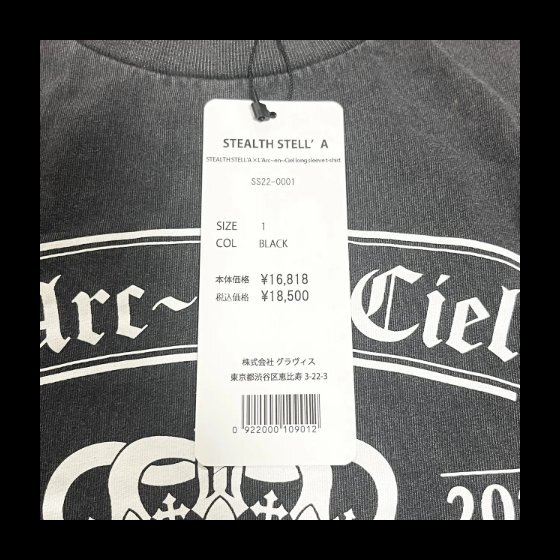 STEALTH STELL' A
STEALTH STELL'A × L'Arc~en~Ciel long sleeve t-shirt
SS22-0001
SIZE 1
COL BLACK
本体価格 ¥16,818
税込価格 ¥18,500
Arc~ Ciel
株式会社 グラヴィス
東京都渋谷区恵比寿 3-22-3
0 922000 109012